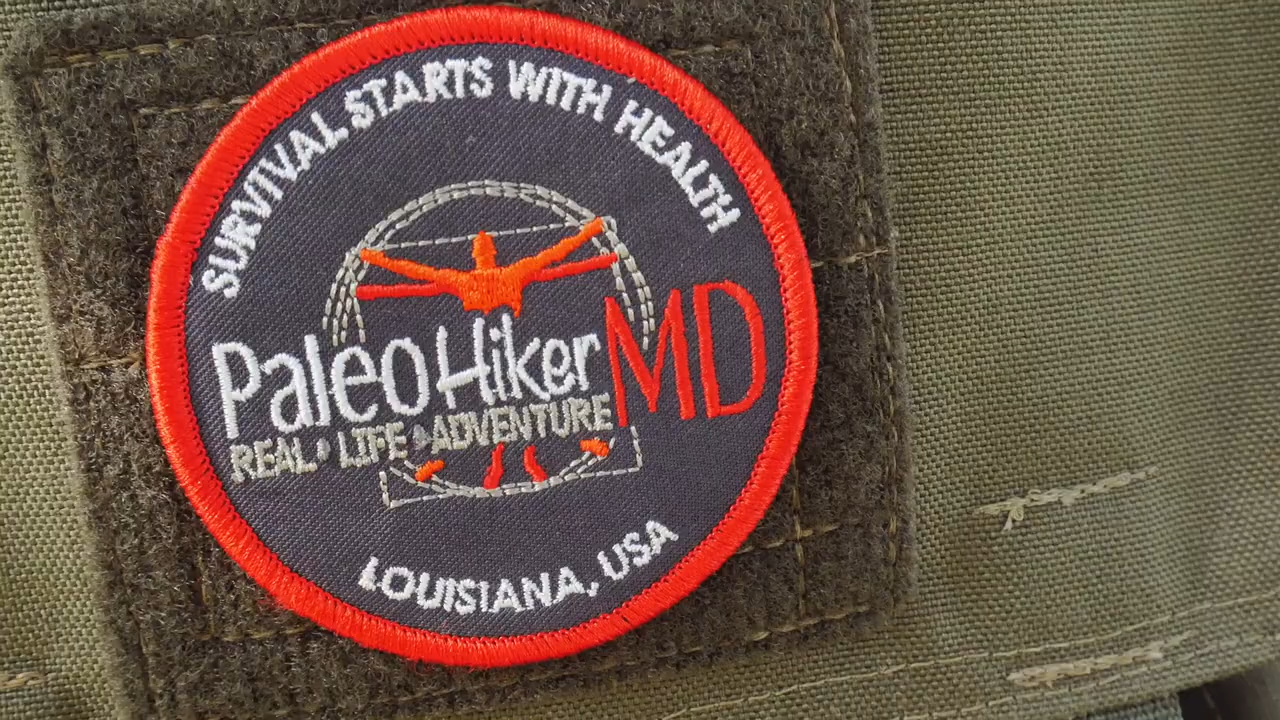 SURVIVAL STARTS WITH HEALTH
PaleoHikerMD
REAL • LIFE • ADVENTURE
LOUISIANA, USA